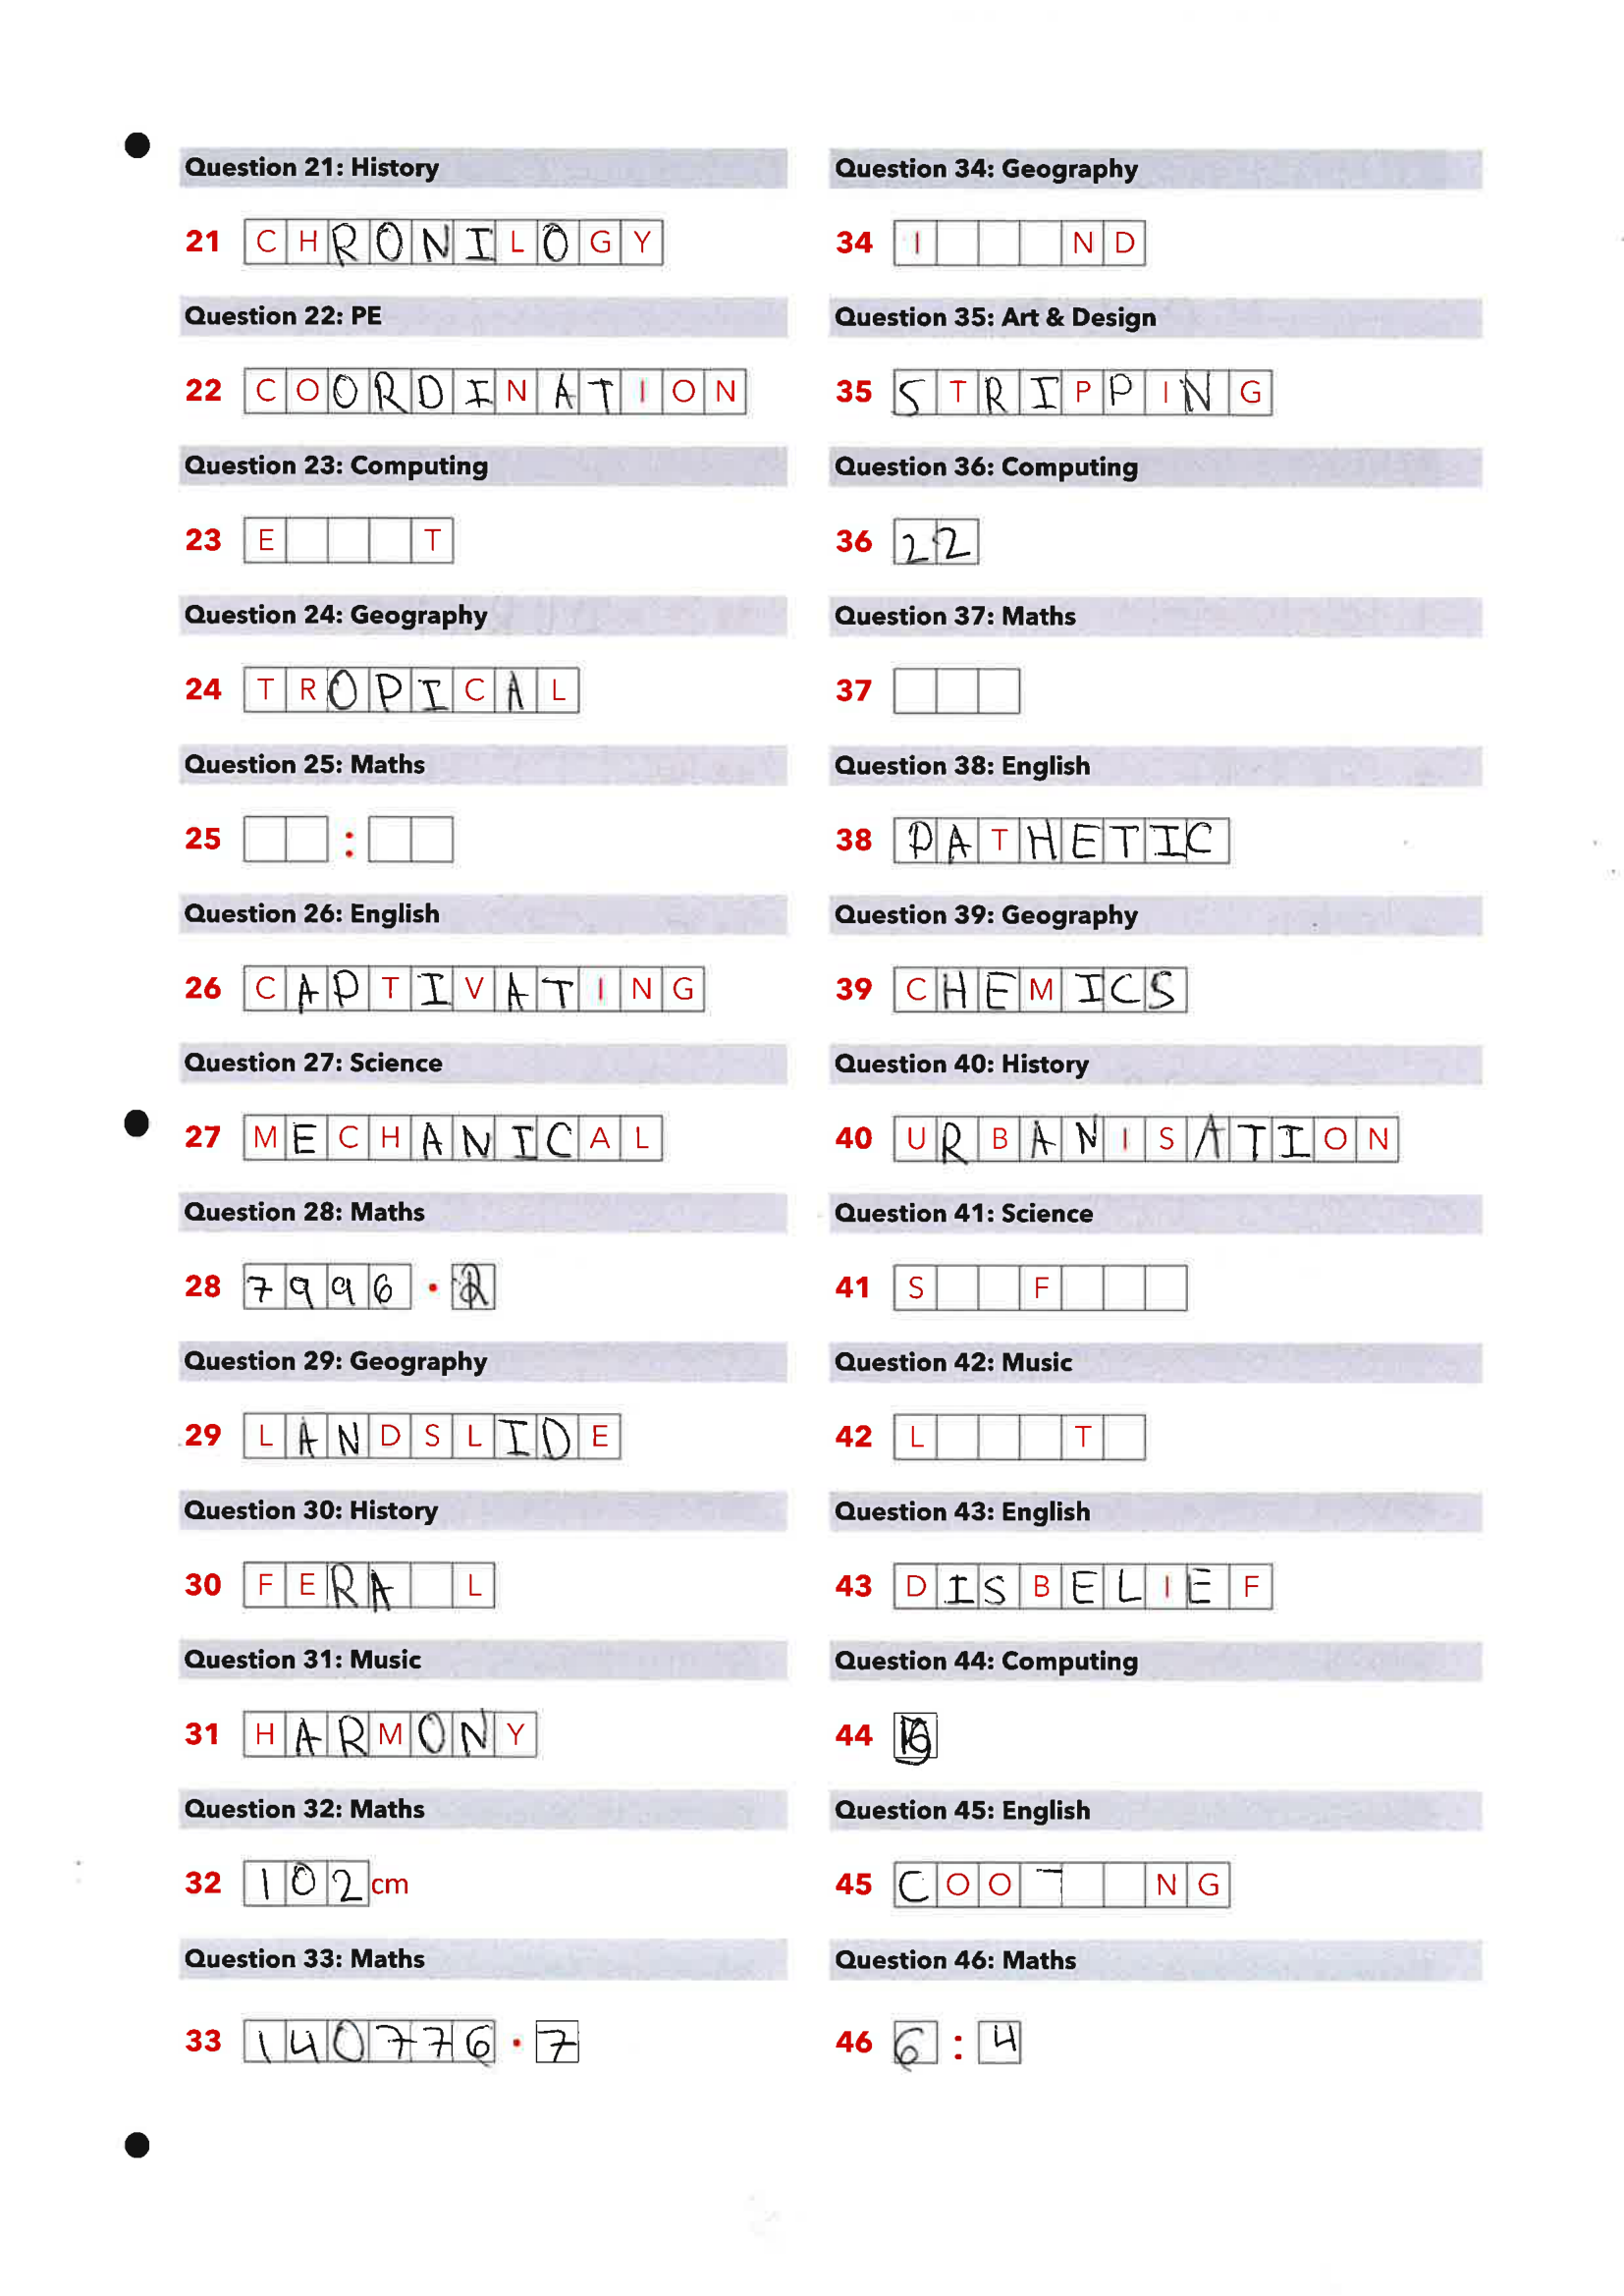 Question 21: History
21 CHRONILOGY
Question 22: PE
22 COORDINATION
Question 23: Computing
23 E T
Question 24: Geography
24 TROPICAL
Question 25: Maths
25 :
Question 26: English
26 CAPTIVATING
Question 27: Science
27 MECHANICAL
Question 28: Maths
28 7996 .
Question 29: Geography
29 LANDSLIDE
Question 30: History
30 FERA L
Question 31: Music
31 HARMONY
Question 32: Maths
32 102 cm
Question 33: Maths
33 140776 . 7
Question 34: Geography
34 I ND
Question 35: Art & Design
35 STRIPPING
Question 36: Computing
36 22
Question 37: Maths
37
Question 38: English
38 PATHETIC
Question 39: Geography
39 CHEMICS
Question 40: History
40 URBANISATION
Question 41: Science
41 S F
Question 42: Music
42 L T
Question 43: English
43 DISBELIEF
Question 44: Computing
44
Question 45: English
45 COO NG
Question 46: Maths
46 6 : 4